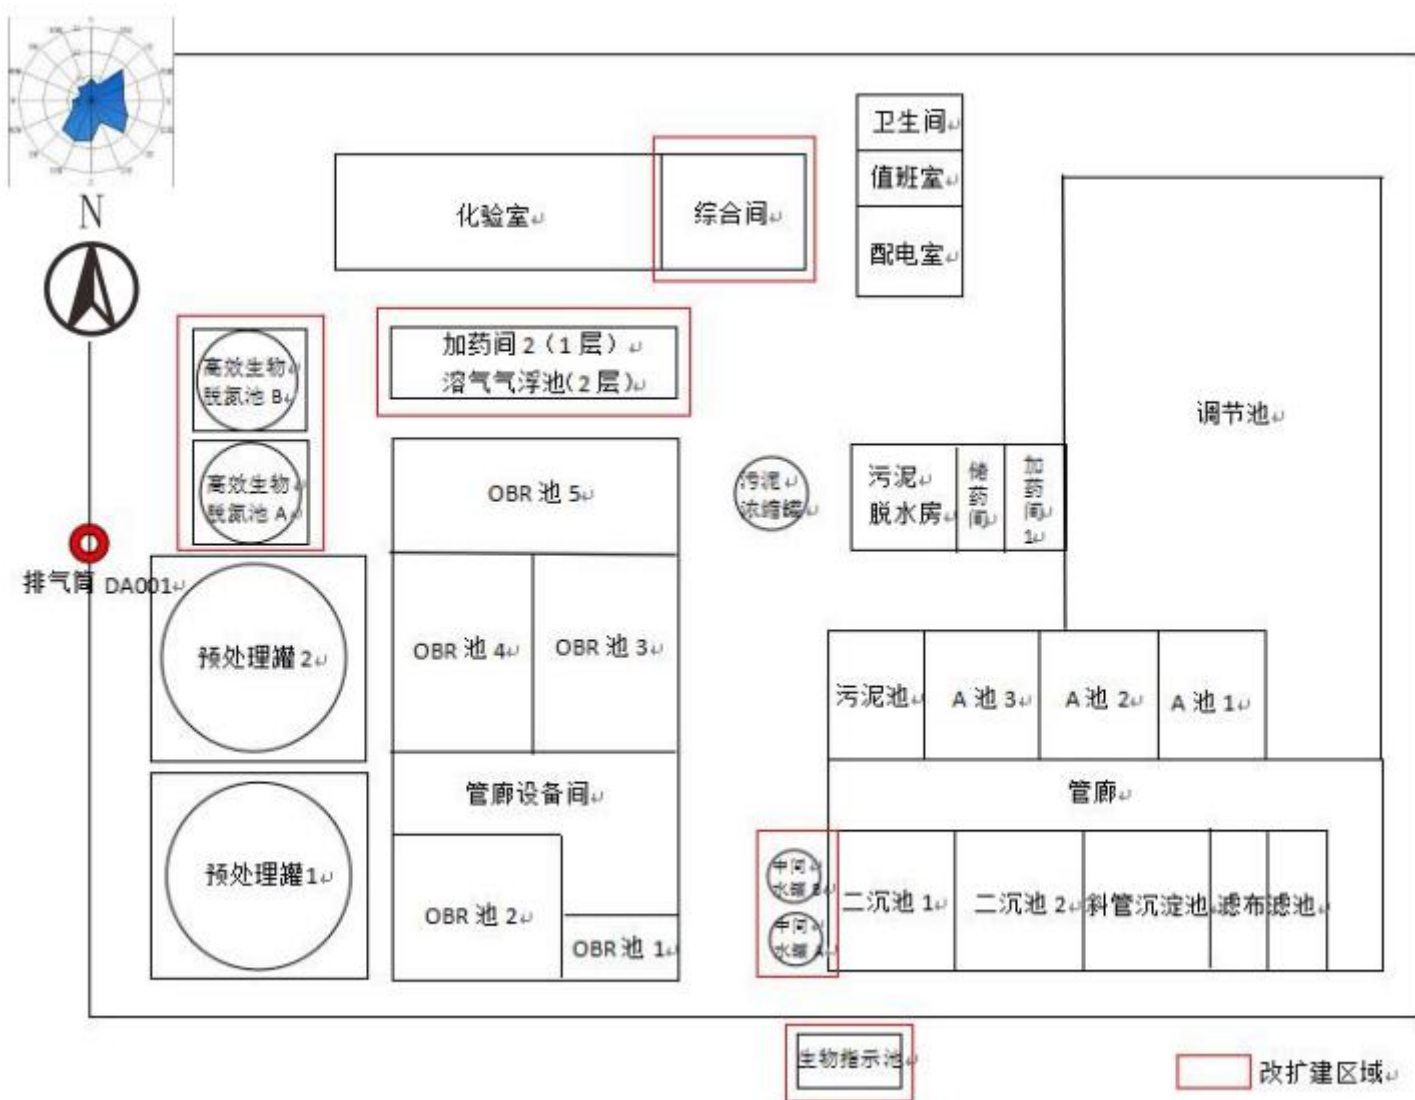 N
卫生间
值班室
配电室
化验室
综合间
高效生物
脱氮池 B
高效生物
脱氮池 A
加药间 2（1 层）
溶气气浮池(2 层)
调节池
OBR 池 5
污泥
浓缩罐
污泥
脱水房
储药间
加药间1
排气筒 DA001
预处理罐 2
OBR 池 4
OBR 池 3
污泥池
A 池 3
A 池 2
A 池 1
管廊设备间
管廊
预处理罐 1
OBR 池 2
OBR 池 1
中间
水罐 B
中间
水罐 A
二沉池 1
二沉池 2
斜管沉淀池
滤布滤池
生物指示池
改扩建区域